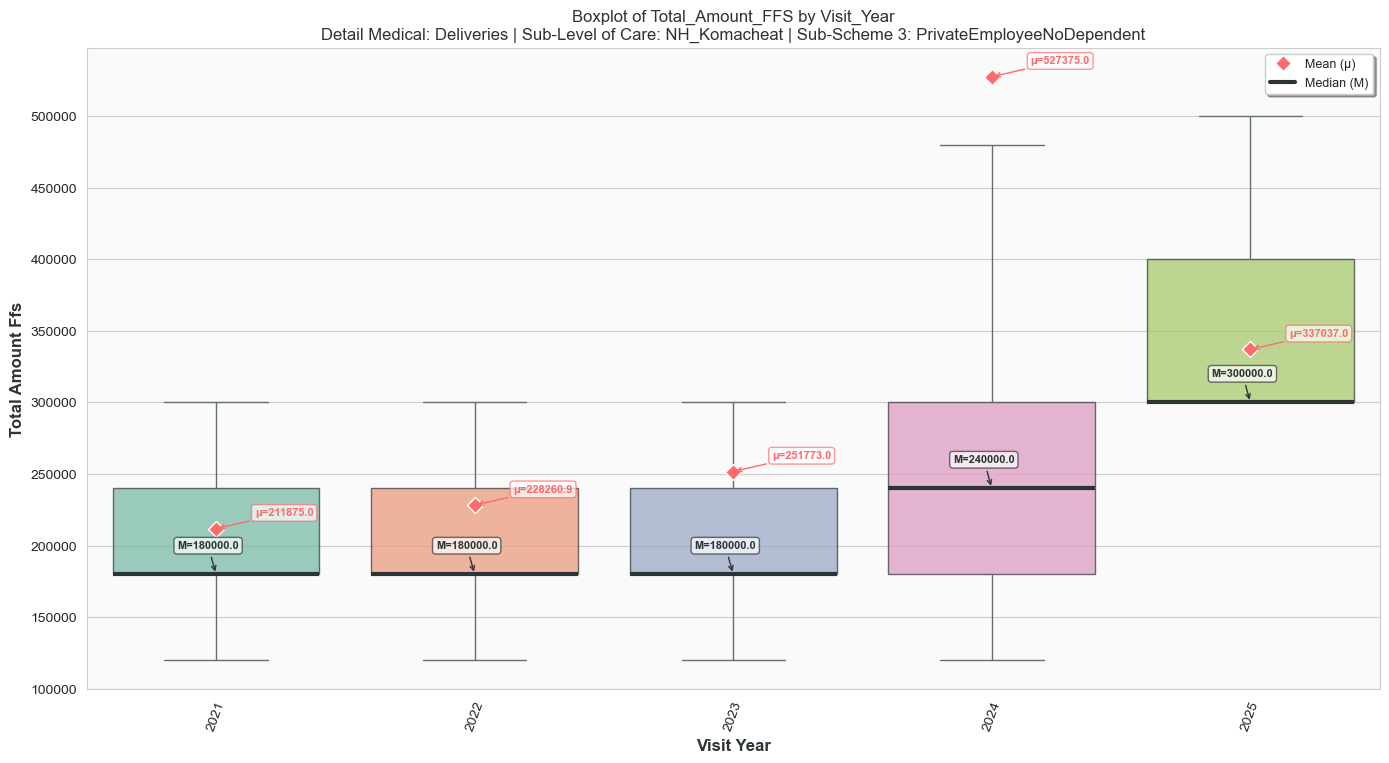 Boxplot of Total_Amount_FFS by Visit_Year
Detail Medical: Deliveries | Sub-Level of Care: NH_Komacheat | Sub-Scheme 3: PrivateEmployeeNoDependent
Mean (μ)
Median (M)
Total Amount Ffs
500000
450000
400000
350000
300000
250000
200000
150000
100000
μ=211875.0
M=180000.0
μ=228260.9
M=180000.0
μ=251773.0
M=180000.0
μ=527375.0
M=240000.0
μ=337037.0
M=300000.0
2021
2022
2023
2024
2025
Visit Year